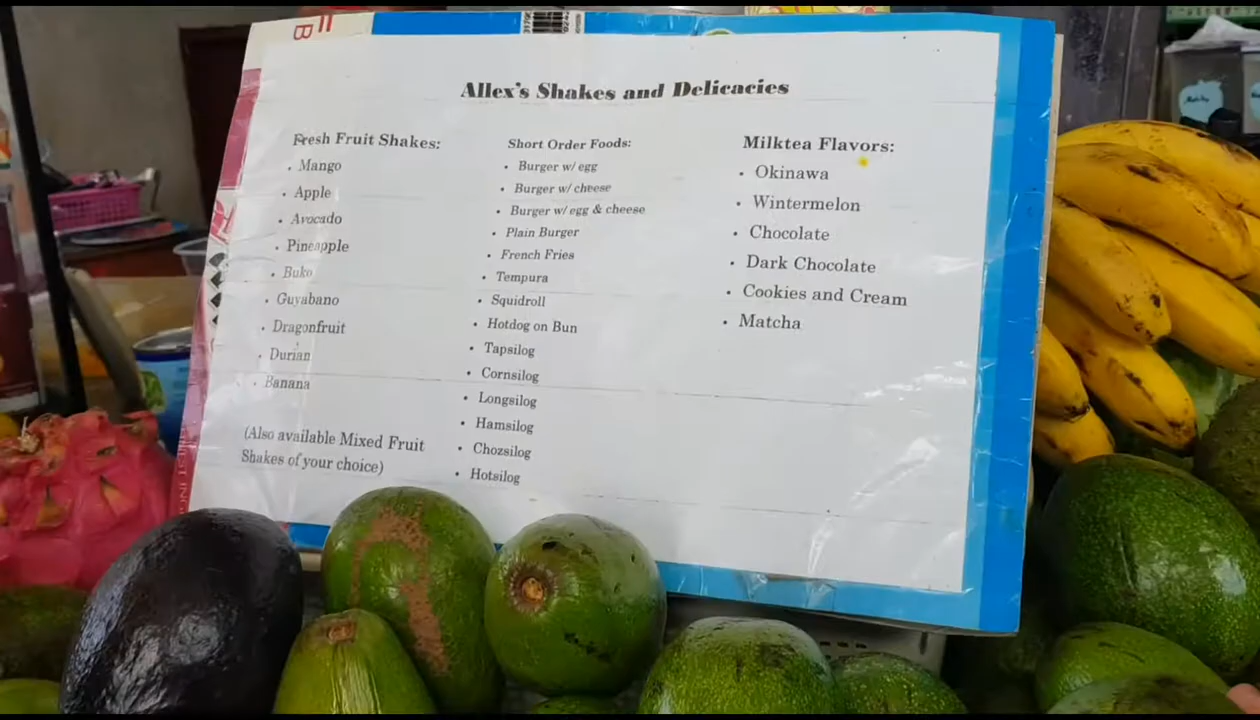 Allex's Shakes and Delicacies
Fresh Fruit Shakes:
• Mango
• Apple
• Avocado
• Pineapple
• Buko
• Guyabano
• Dragonfruit
• Durian
• Banana
(Also available Mixed Fruit
Shakes of your choice)
Short Order Foods:
• Burger w/ egg
• Burger w/ cheese
• Burger w/ egg & cheese
• Plain Burger
• French Fries
• Tempura
• Squidroll
• Hotdog on Bun
• Tapsilog
• Cornsilog
• Longsilog
• Hamsilog
• Chozsilog
• Hotsilog
Milktea Flavors:
• Okinawa
• Wintermelon
• Chocolate
• Dark Chocolate
• Cookies and Cream
• Matcha